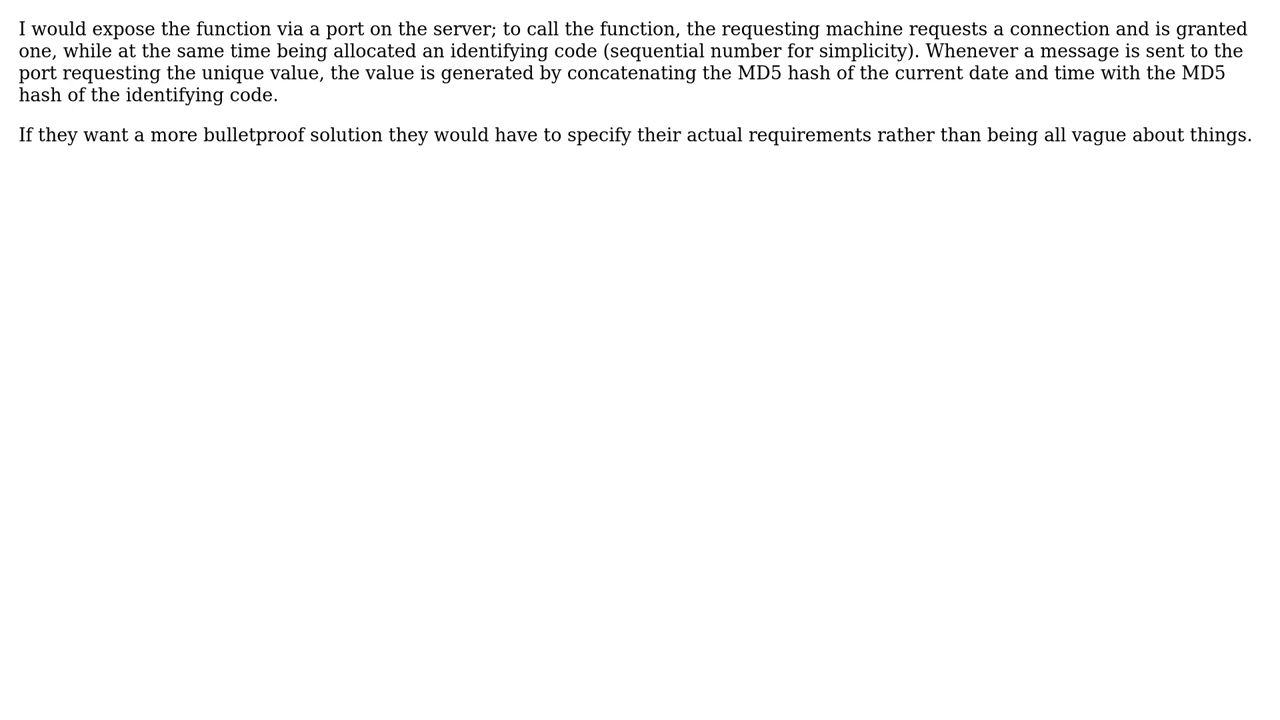 I would expose the function via a port on the server; to call the function, the requesting machine requests a connection and is granted
one, while at the same time being allocated an identifying code (sequential number for simplicity). Whenever a message is sent to the
port requesting the unique value, the value is generated by concatenating the MD5 hash of the current date and time with the MD5
hash of the identifying code.
If they want a more bulletproof solution they would have to specify their actual requirements rather than being all vague about things.